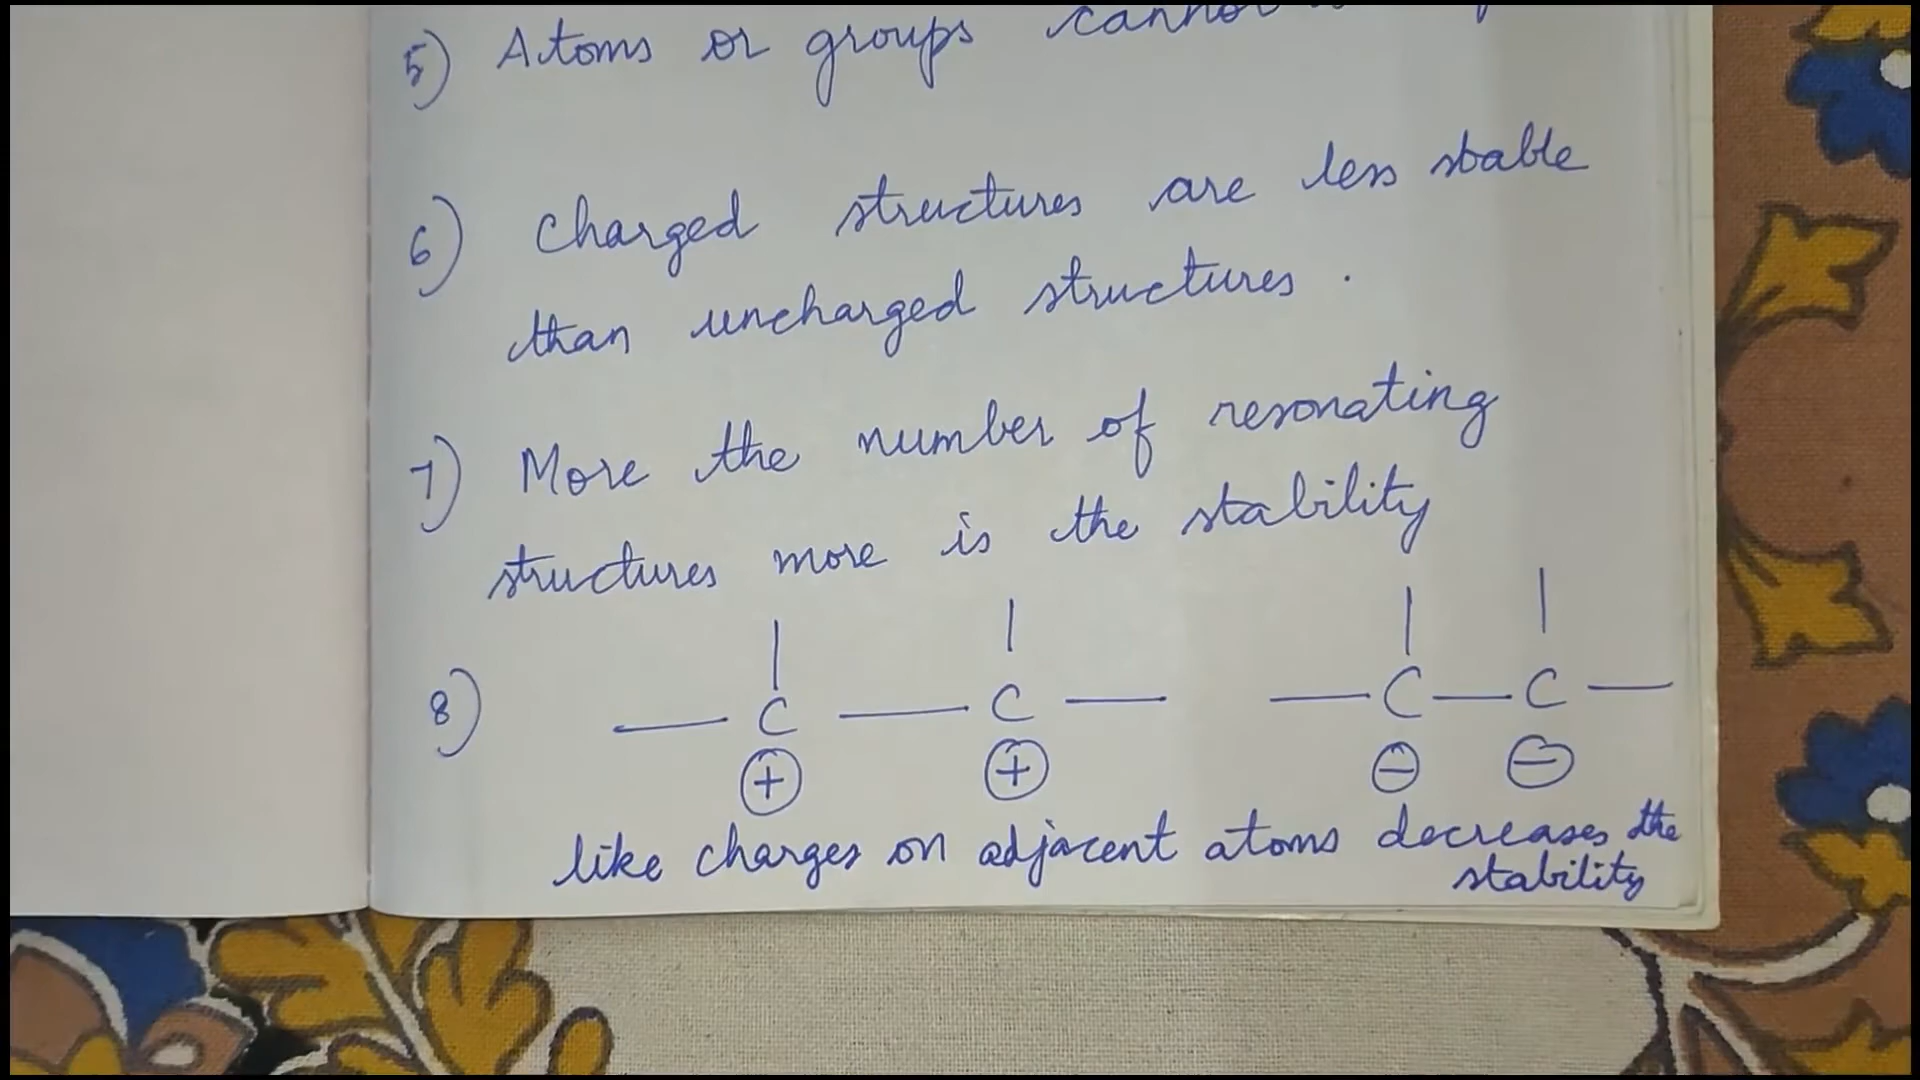 5) Atoms or groups cannot
6) Charged structures are less stable
than uncharged structures.
7) More the number of resonating
structures more is the stability
8) — C — C — — C — C —
+ + − −
like charges on adjacent atoms decreases the
stability